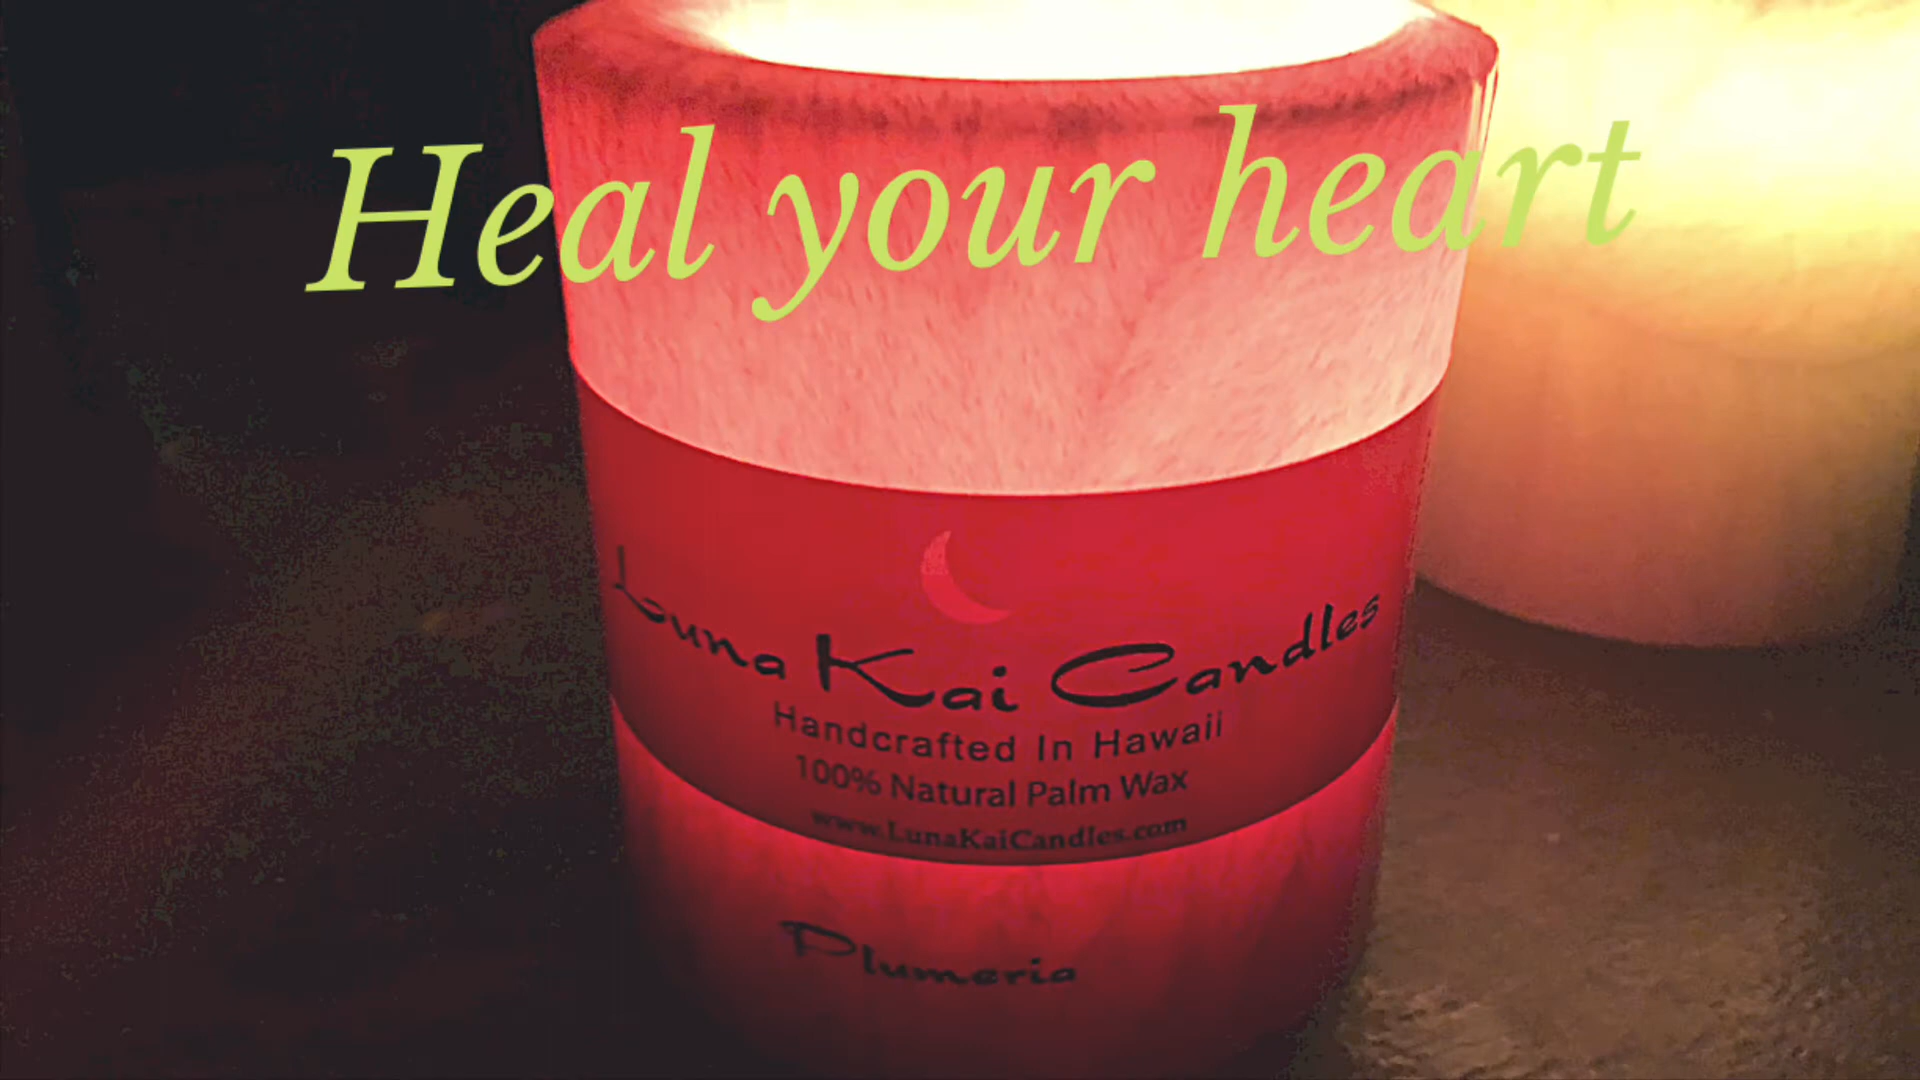 Heal your heart
Luna Kai Candles
Handcrafted In Hawaii
100% Natural Palm Wax
www.LunaKaiCandles.com
Plumeria